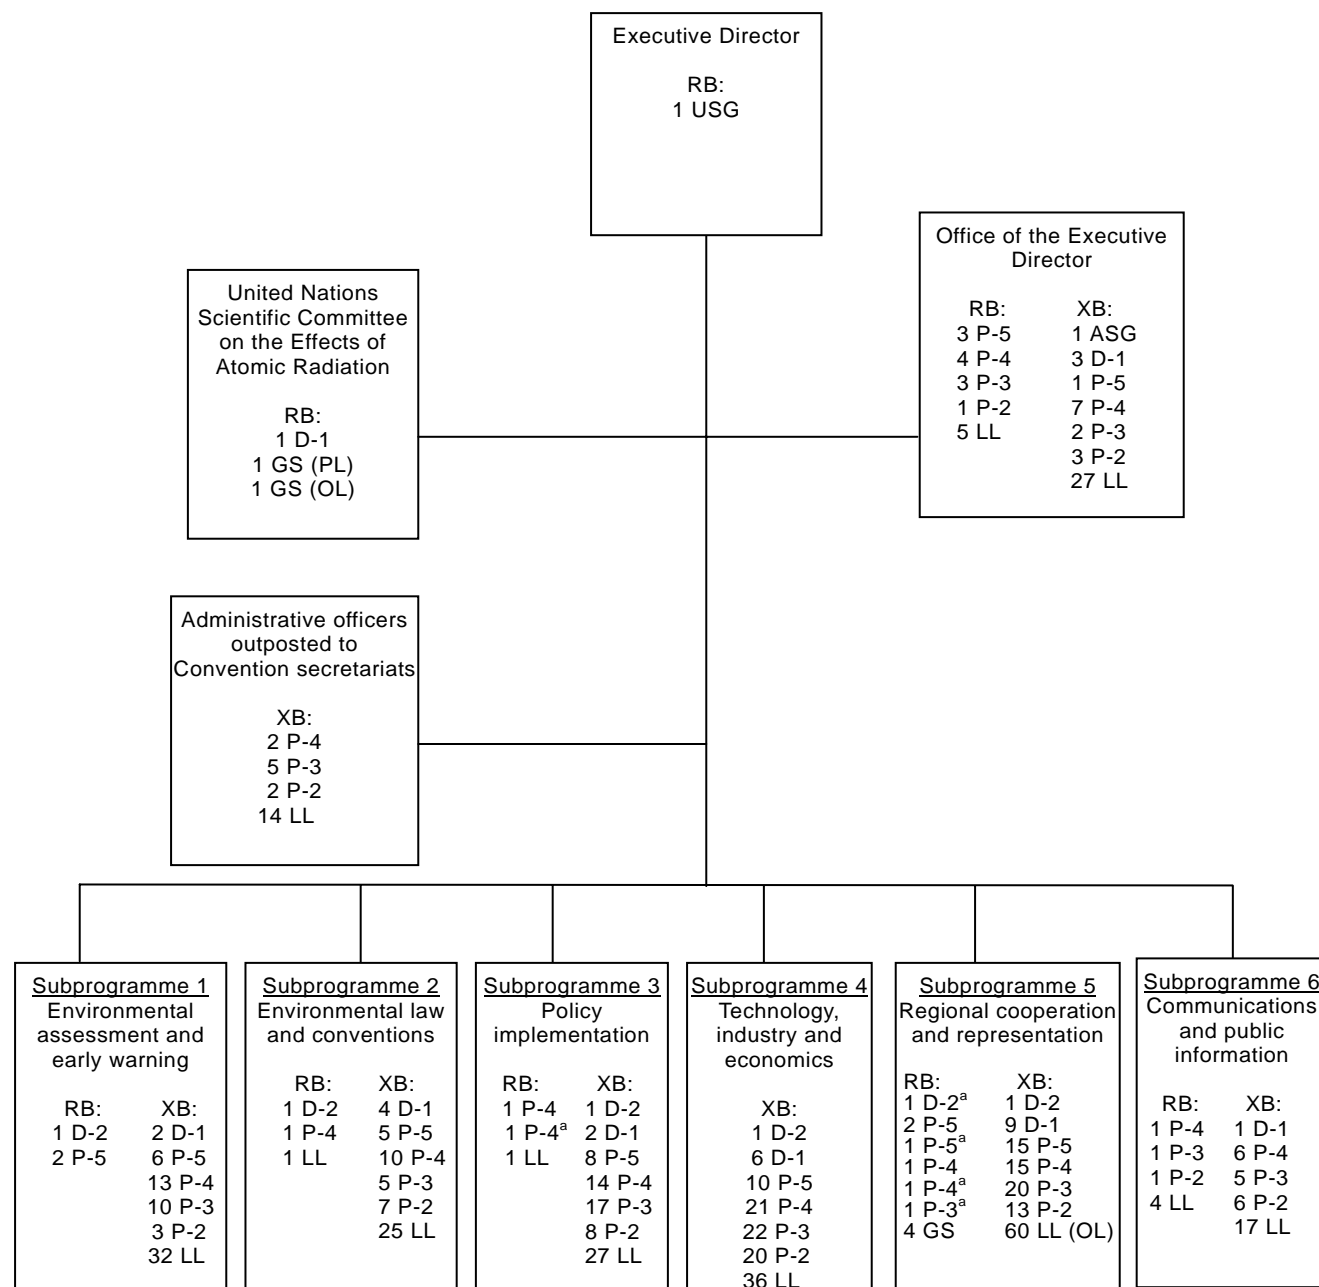 Executive Director
RB:
1 USG
Office of the Executive
Director
RB:
3 P-5
4 P-4
3 P-3
1 P-2
5 LL
XB:
1 ASG
3 D-1
1 P-5
7 P-4
2 P-3
3 P-2
27 LL
United Nations
Scientific Committee
on the Effects of
Atomic Radiation
RB:
1 D-1
1 GS (PL)
1 GS (OL)
Administrative officers
outposted to
Convention secretariats
XB:
2 P-4
5 P-3
2 P-2
14 LL
Subprogramme 1
Environmental
assessment and
early warning
RB:
1 D-2
2 P-5
XB:
2 D-1
6 P-5
13 P-4
10 P-3
3 P-2
32 LL
Subprogramme 2
Environmental law
and conventions
RB:
1 D-2
1 P-4
1 LL
XB:
4 D-1
5 P-5
10 P-4
5 P-3
7 P-2
25 LL
Subprogramme 3
Policy
implementation
RB:
1 P-4
1 P-4a
1 LL
XB:
1 D-2
2 D-1
8 P-5
14 P-4
17 P-3
8 P-2
27 LL
Subprogramme 4
Technology,
industry and
economics
XB:
1 D-2
6 D-1
10 P-5
21 P-4
22 P-3
20 P-2
36 LL
Subprogramme 5
Regional cooperation
and representation
RB:
1 D-2a
2 P-5
1 P-5a
1 P-4
1 P-4a
1 P-3a
4 GS
XB:
1 D-2
9 D-1
15 P-5
15 P-4
20 P-3
13 P-2
60 LL (OL)
Subprogramme 6
Communications
and public
information
RB:
1 P-4
1 P-3
1 P-2
4 LL
XB:
1 D-1
6 P-4
5 P-3
6 P-2
17 LL